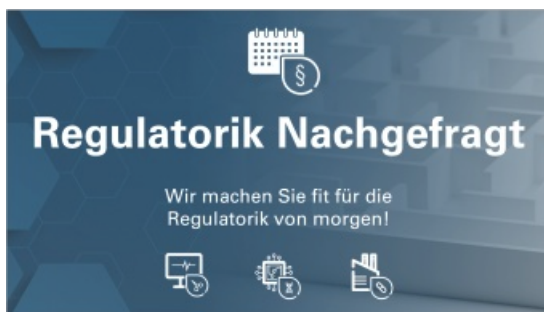 §
Regulatorik Nachgefragt
Wir machen Sie fit für die
Regulatorik von morgen!